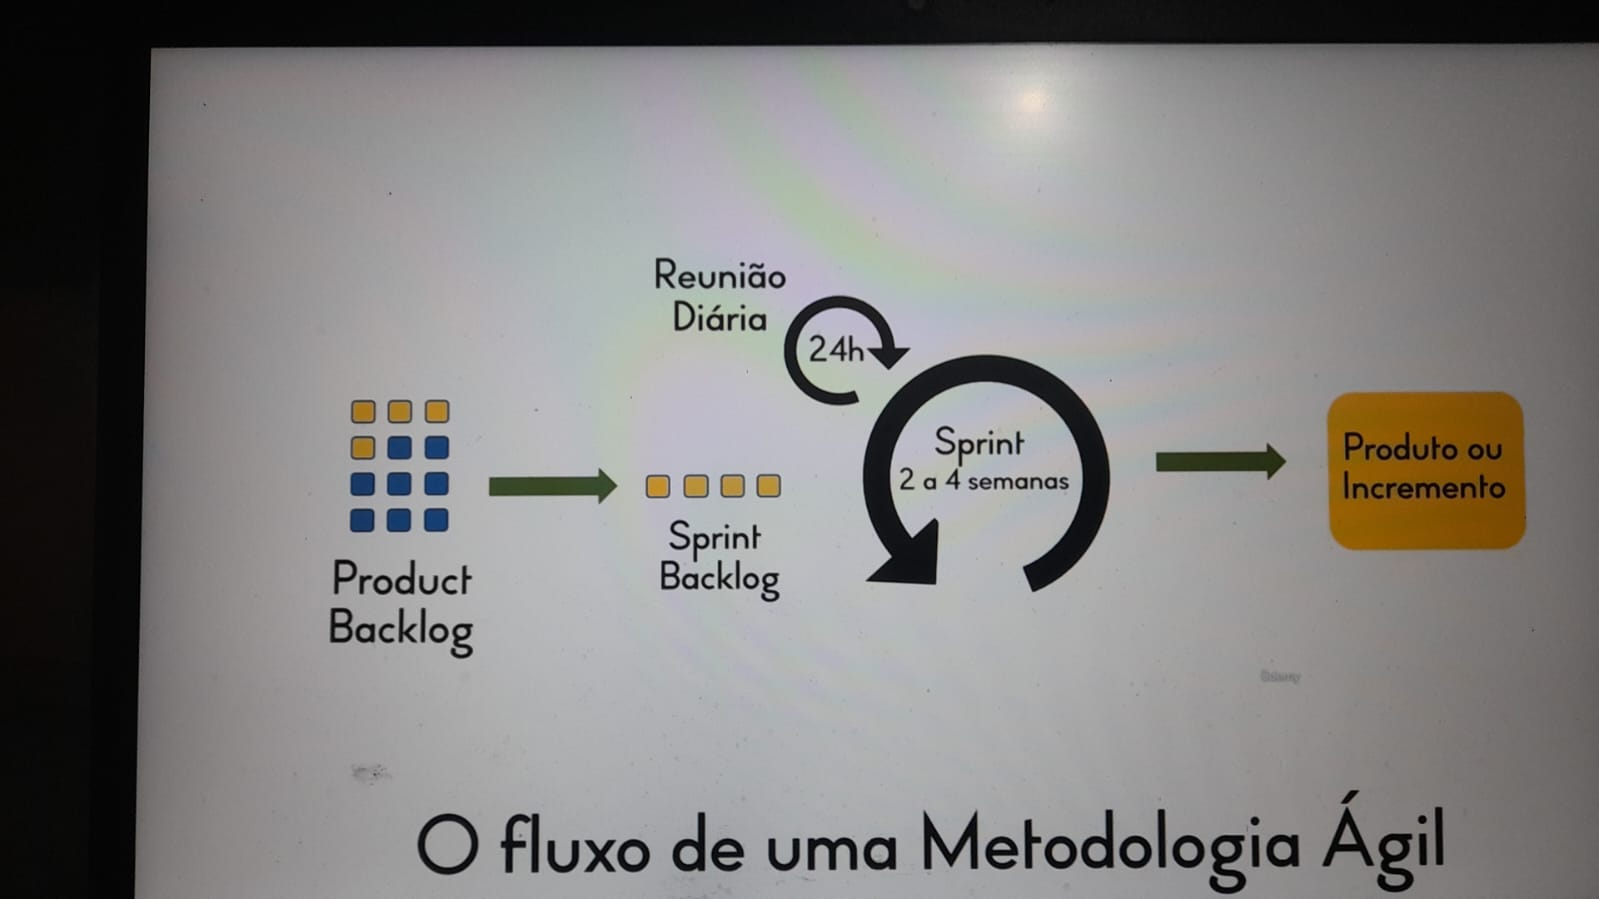 Reunião
Diária
24h
Sprint
2 a 4 semanas
Produto ou
Incremento
Sprint
Backlog
Product
Backlog
Udemy
O fluxo de uma Metodologia Ágil